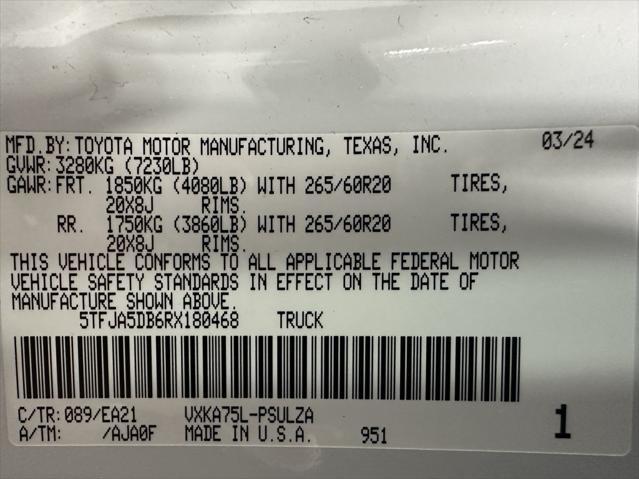 MFD.BY: TOYOTA MOTOR MANUFACTURING, TEXAS, INC. 03/24
GVWR: 3280KG (7230LB)
GAWR: FRT. 1850KG (4080LB) WITH 265/60R20 TIRES,
20X8J RIMS.
RR. 1750KG (3860LB) WITH 265/60R20 TIRES,
20X8J RIMS.
THIS VEHICLE CONFORMS TO ALL APPLICABLE FEDERAL MOTOR
VEHICLE SAFETY STANDARDS IN EFFECT ON THE DATE OF
MANUFACTURE SHOWN ABOVE.
5TFJA5DB6RX180468 TRUCK
C/TR: 089/EA21 VXKA75L-PSULZA
A/TM: /AJA0F MADE IN U.S.A. 951 1